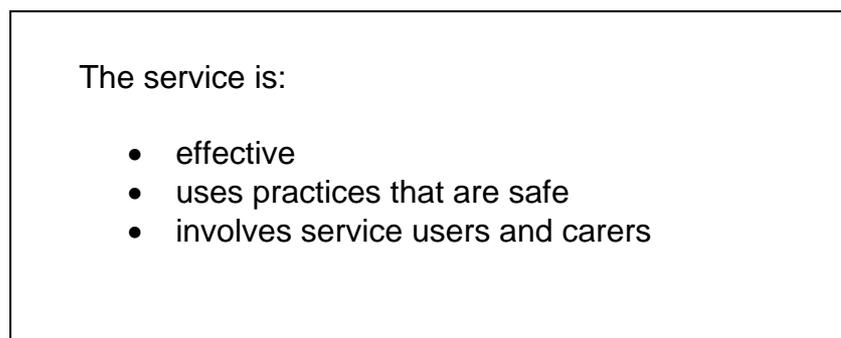 The service is:
• effective
• uses practices that are safe
• involves service users and carers